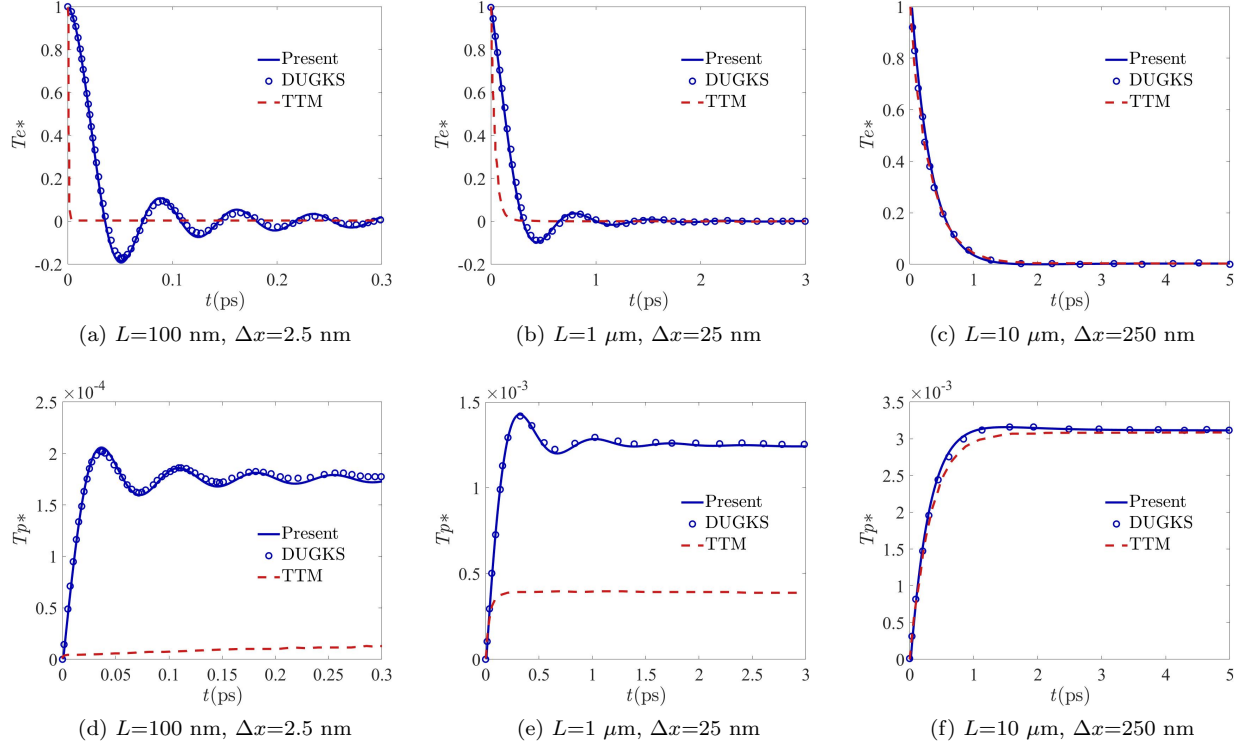 1
0.8
0.6
0.4
0.2
0
-0.2
Te*
Present
DUGKS
TTM
0 0.1 0.2 0.3
t(ps)
(a) L=100 nm, Δx=2.5 nm
1
0.8
0.6
0.4
0.2
0
-0.2
Te*
Present
DUGKS
TTM
0 1 2 3
t(ps)
(b) L=1 μm, Δx=25 nm
1
0.8
0.6
0.4
0.2
0
Te*
Present
DUGKS
TTM
0 1 2 3 4 5
t(ps)
(c) L=10 μm, Δx=250 nm
×10⁻⁴
2.5
2
1.5
1
0.5
0
Tp*
Present
DUGKS
TTM
0 0.05 0.1 0.15 0.2 0.25 0.3
t(ps)
(d) L=100 nm, Δx=2.5 nm
×10⁻³
1.5
1
0.5
0
Tp*
Present
DUGKS
TTM
0 0.5 1 1.5 2 2.5 3
t(ps)
(e) L=1 μm, Δx=25 nm
×10⁻³
3.5
3
2.5
2
1.5
1
0.5
0
Tp*
Present
DUGKS
TTM
0 1 2 3 4 5
t(ps)
(f) L=10 μm, Δx=250 nm